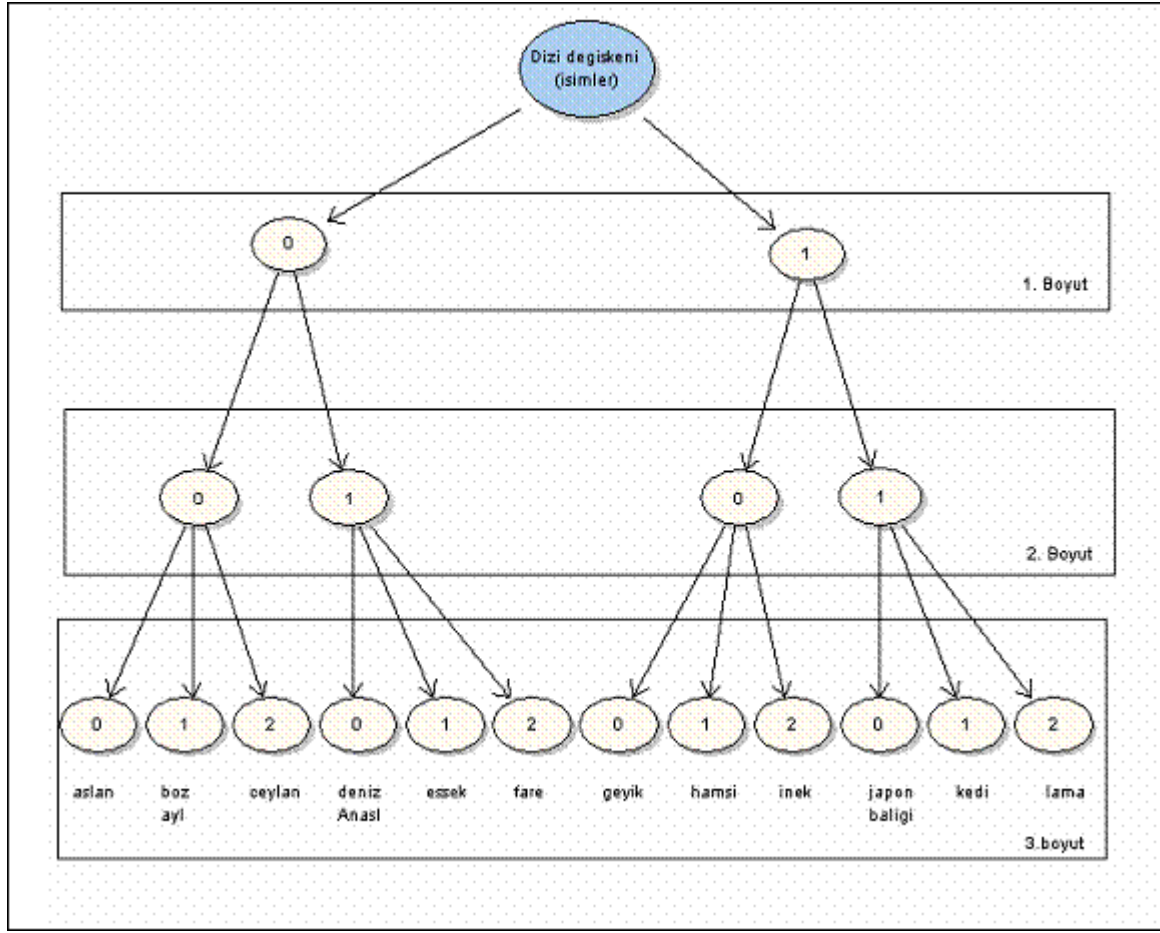 Dizi degiskeni
(isimler)
0
1
1. Boyut
0
1
0
1
2. Boyut
0
1
2
0
1
2
0
1
2
0
1
2
aslan
boz
ayI
ceylan
deniz
AnasI
essek
fare
geyik
hamsi
inek
japon
baligi
kedi
lama
3.boyut